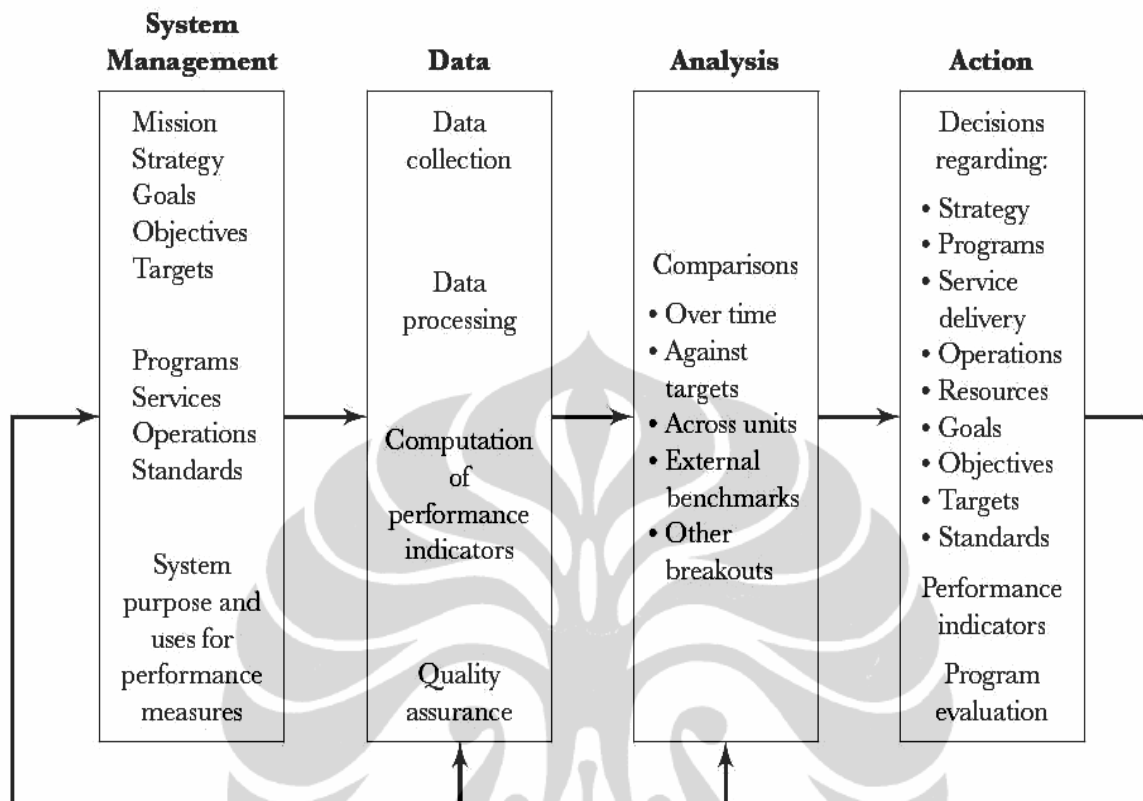 System
Management
Mission
Strategy
Goals
Objectives
Targets
Programs
Services
Operations
Standards
System
purpose and
uses for
performance
measures
Data
Data
collection
Data
processing
Computation
of
performance
indicators
Quality
assurance
Analysis
Comparisons
• Over time
• Against
targets
• Across units
• External
benchmarks
• Other
breakouts
Action
Decisions
regarding:
• Strategy
• Programs
• Service
delivery
• Operations
• Resources
• Goals
• Objectives
• Targets
• Standards
Performance
indicators
Program
evaluation